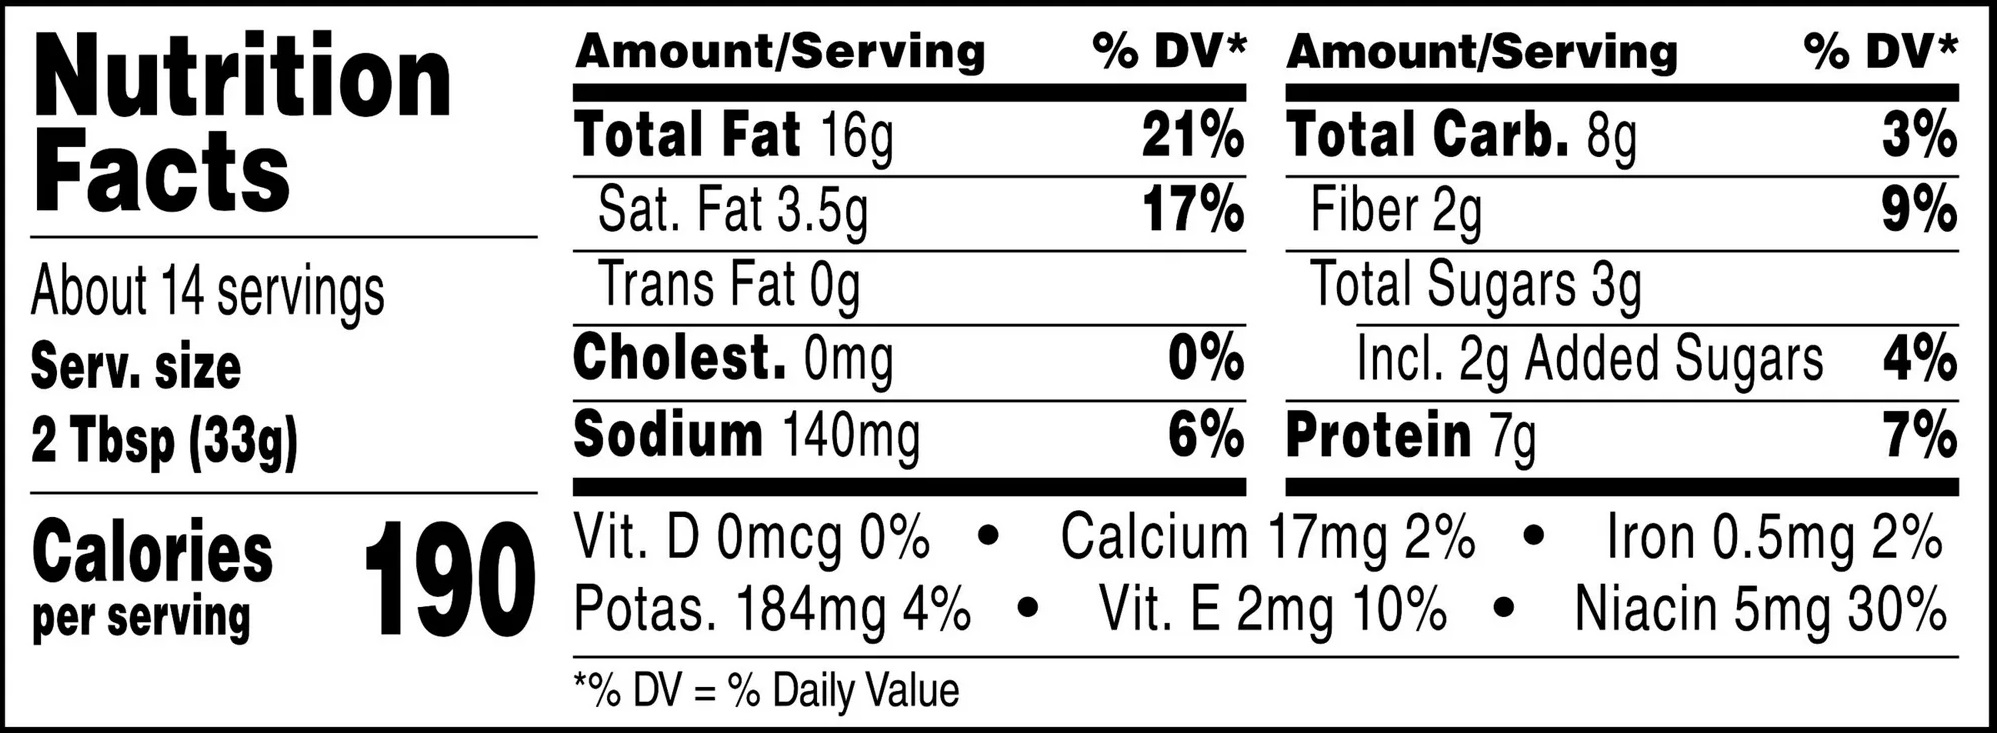 Nutrition
Facts
About 14 servings
Serv. size
2 Tbsp (33g)
Calories
per serving
190
Amount/Serving % DV*
Total Fat 16g 21%
Sat. Fat 3.5g 17%
Trans Fat 0g
Cholest. 0mg 0%
Sodium 140mg 6%
Amount/Serving % DV*
Total Carb. 8g 3%
Fiber 2g 9%
Total Sugars 3g
Incl. 2g Added Sugars 4%
Protein 7g 7%
Vit. D 0mcg 0% • Calcium 17mg 2% • Iron 0.5mg 2%
Potas. 184mg 4% • Vit. E 2mg 10% • Niacin 5mg 30%
*% DV = % Daily Value